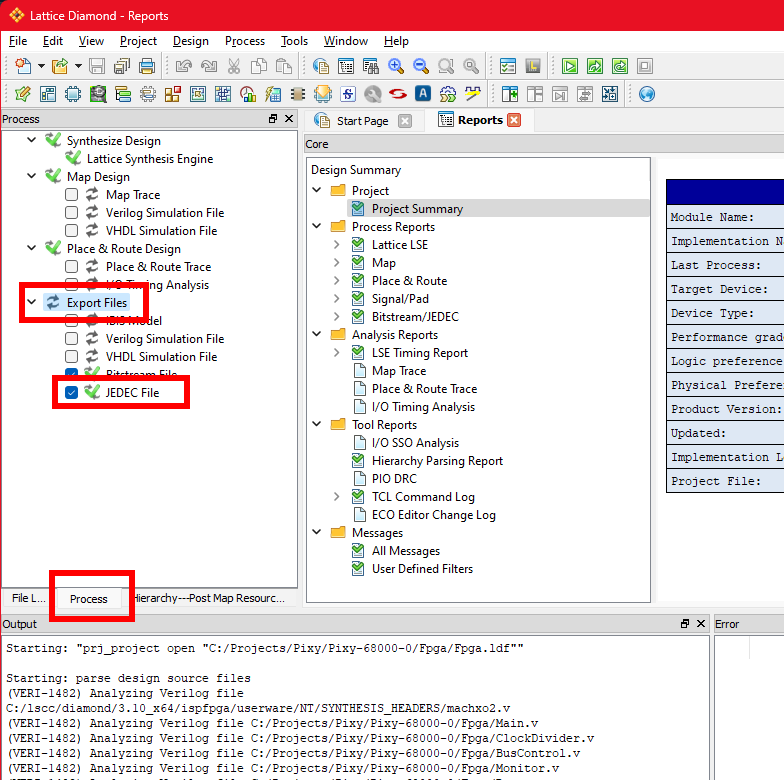 Lattice Diamond - Reports
File Edit View Project Design Process Tools Window Help
Process
Start Page
Reports
Synthesize Design
Lattice Synthesis Engine
Map Design
Map Trace
Verilog Simulation File
VHDL Simulation File
Place & Route Design
Place & Route Trace
I/O Timing Analysis
Export Files
IBIS Model
Verilog Simulation File
VHDL Simulation File
Bitstream File
JEDEC File
File L...
Process
Hierarchy---Post Map Resourc...
Core
Design Summary
Project
Project Summary
Process Reports
Lattice LSE
Map
Place & Route
Signal/Pad
Bitstream/JEDEC
Analysis Reports
LSE Timing Report
Map Trace
Place & Route Trace
I/O Timing Analysis
Tool Reports
I/O SSO Analysis
Hierarchy Parsing Report
PIO DRC
TCL Command Log
ECO Editor Change Log
Messages
All Messages
User Defined Filters
Module Name:
Implementation Na
Last Process:
Target Device:
Device Type:
Performance grade
Logic preference
Physical Prefere
Product Version:
Updated:
Implementation L
Project File:
Output
Starting: "prj_project open "C:/Projects/Pixy/Pixy-68000-0/Fpga/Fpga.ldf""
Starting: parse design source files
(VERI-1482) Analyzing Verilog file
C:/lscc/diamond/3.10_x64/ispfpga/userware/NT/SYNTHESIS_HEADERS/machxo2.v
(VERI-1482) Analyzing Verilog file C:/Projects/Pixy/Pixy-68000-0/Fpga/Main.v
(VERI-1482) Analyzing Verilog file C:/Projects/Pixy/Pixy-68000-0/Fpga/ClockDivider.v
(VERI-1482) Analyzing Verilog file C:/Projects/Pixy/Pixy-68000-0/Fpga/BusControl.v
(VERI-1482) Analyzing Verilog file C:/Projects/Pixy/Pixy-68000-0/Fpga/Monitor.v
Error